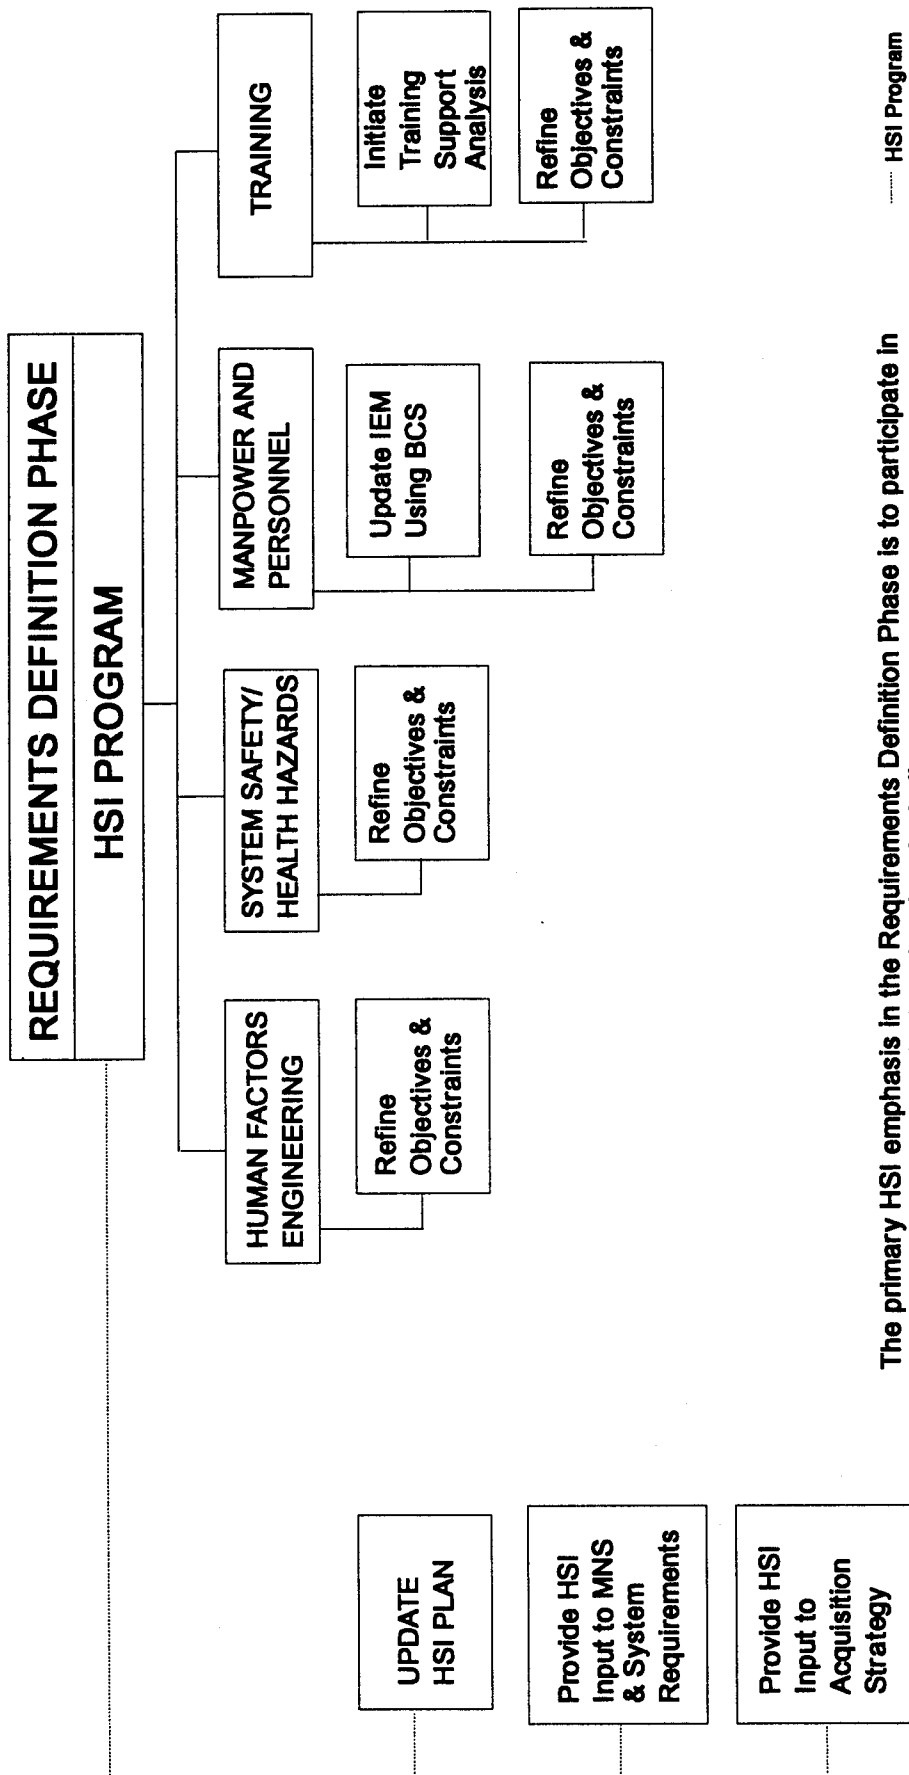 REQUIREMENTS DEFINITION PHASE
HSI PROGRAM
HUMAN FACTORS
ENGINEERING
Refine
Objectives &
Constraints
SYSTEM SAFETY/
HEALTH HAZARDS
Refine
Objectives &
Constraints
MANPOWER AND
PERSONNEL
Update IEM
Using BCS
Refine
Objectives &
Constraints
TRAINING
Initiate
Training
Support
Analysis
Refine
Objectives &
Constraints
UPDATE
HSI PLAN
Provide HSI
Input to MNS
& System
Requirements
Provide HSI
Input to
Acquisition
Strategy
The primary HSI emphasis in the Requirements Definition Phase is to participate in
HSI Program